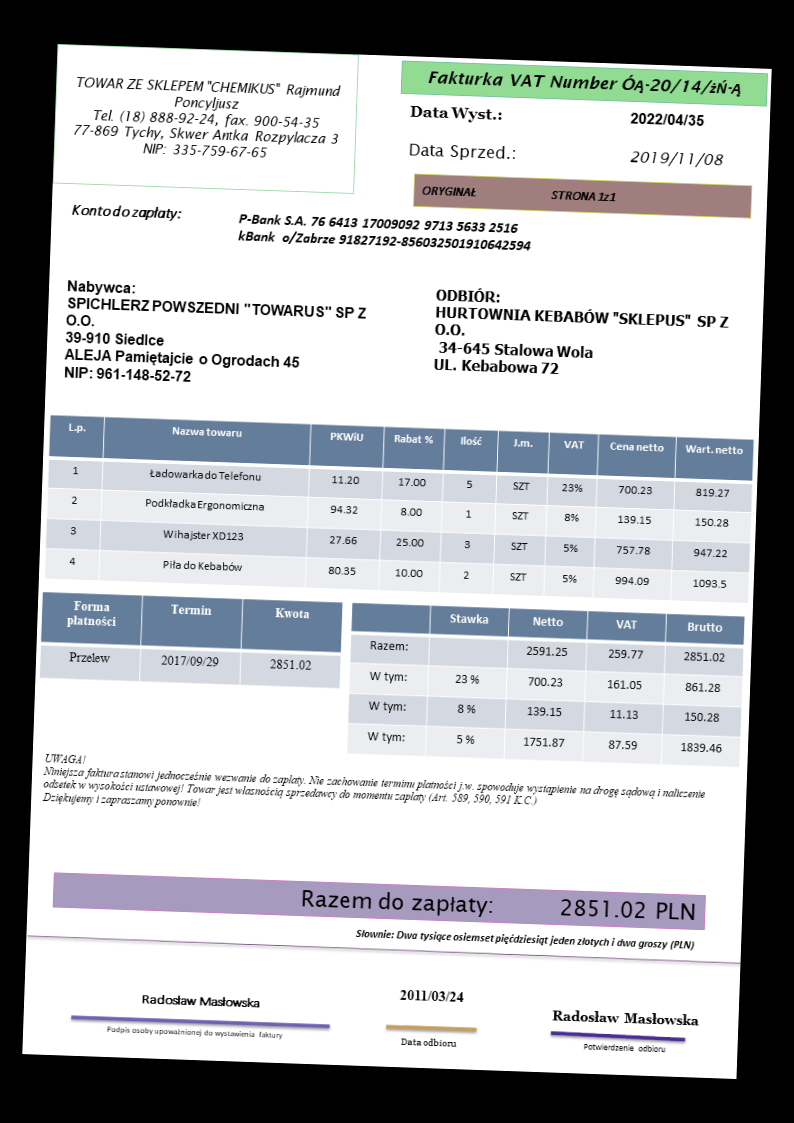 TOWAR ZE SKLEPEM "CHEMIKUS" Rajmund
Poncyljusz
Tel. (18) 888-92-24, fax. 900-54-35
77-869 Tychy, Skwer Antka Rozpylacza 3
NIP: 335-759-67-65
Fakturka VAT Number ÓĄ-20/14/żŃ-Ą
Data Wyst.: 2022/04/35
Data Sprzed.: 2019/11/08
ORYGINAŁ STRONA 1z1
Konto do zapłaty: P-Bank S.A. 76 6413 17009092 9713 5633 2516
kBank o/Zabrze 91827192-856032501910642594
Nabywca:
SPICHLERZ POWSZEDNI "TOWARUS" SP Z
O.O.
39-910 Siedlce
ALEJA Pamiętajcie o Ogrodach 45
NIP: 961-148-52-72
ODBIÓR:
HURTOWNIA KEBABÓW "SKLEPUS" SP Z
O.O.
34-645 Stalowa Wola
UL. Kebabowa 72
L.p. Nazwa towaru PKWiU Rabat % Ilość J.m. VAT Cena netto Wart. netto
1 Ładowarka do Telefonu 11.20 17.00 5 SZT 23% 700.23 819.27
2 Podkładka Ergonomiczna 94.32 8.00 1 SZT 8% 139.15 150.28
3 Wihajster XD123 27.66 25.00 3 SZT 5% 757.78 947.22
4 Piła do Kebabów 80.35 10.00 2 SZT 5% 994.09 1093.5
Forma płatności Termin Kwota
Przelew 2017/09/29 2851.02
Stawka Netto VAT Brutto
Razem: 2591.25 259.77 2851.02
W tym: 23 % 700.23 161.05 861.28
W tym: 8 % 139.15 11.13 150.28
W tym: 5 % 1751.87 87.59 1839.46
UWAGA!
Niniejsza faktura stanowi jednocześnie wezwanie do zapłaty. Nie zachowanie terminu płatności j.w. spowoduje wystąpienie na drogę sądową i naliczenie
odsetek w wysokości ustawowej! Towar jest własnością sprzedawcy do momentu zapłaty (Art. 589, 590, 591 K.C.)
Dziękujemy i zapraszamy ponownie!
Razem do zapłaty: 2851.02 PLN
Słownie: Dwa tysiące osiemset pięćdziesiąt jeden złotych i dwa groszy (PLN)
Radosław Masłowska
Podpis osoby upoważnionej do wystawienia faktury
2011/03/24
Data odbioru
Radosław Masłowska
Potwierdzenie odbioru